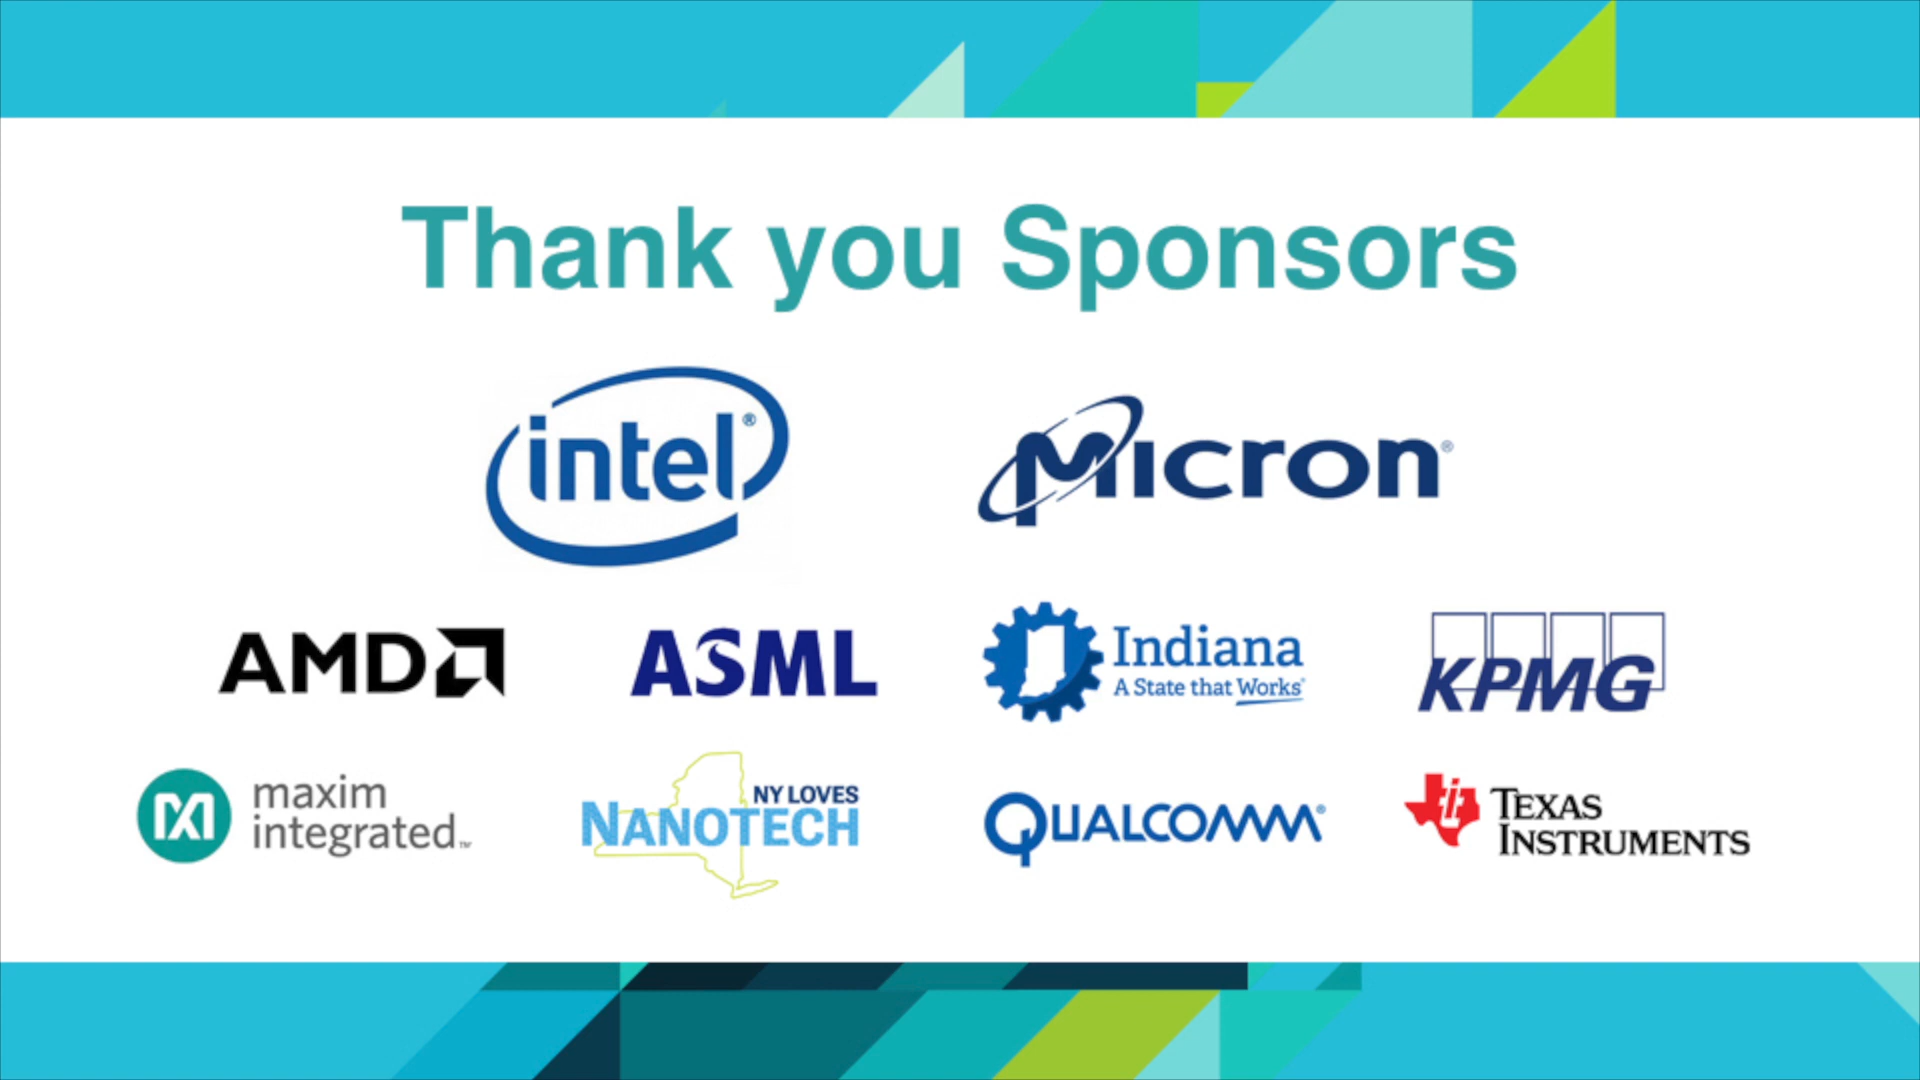 Thank you Sponsors
intel®
Micron®
AMD
ASML
Indiana
A State that Works
KPMG
maxim
integrated™
NY LOVES
NANOTECH
QUALCOMM®
TEXAS
INSTRUMENTS